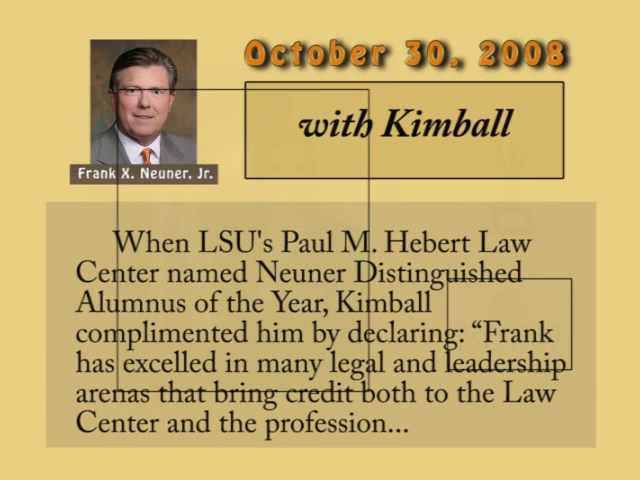 October 30, 2008
with Kimball
Frank X. Neuner, Jr.
When LSU's Paul M. Hebert Law
Center named Neuner Distinguished
Alumnus of the Year, Kimball
complimented him by declaring: “Frank
has excelled in many legal and leadership
arenas that bring credit both to the Law
Center and the profession...